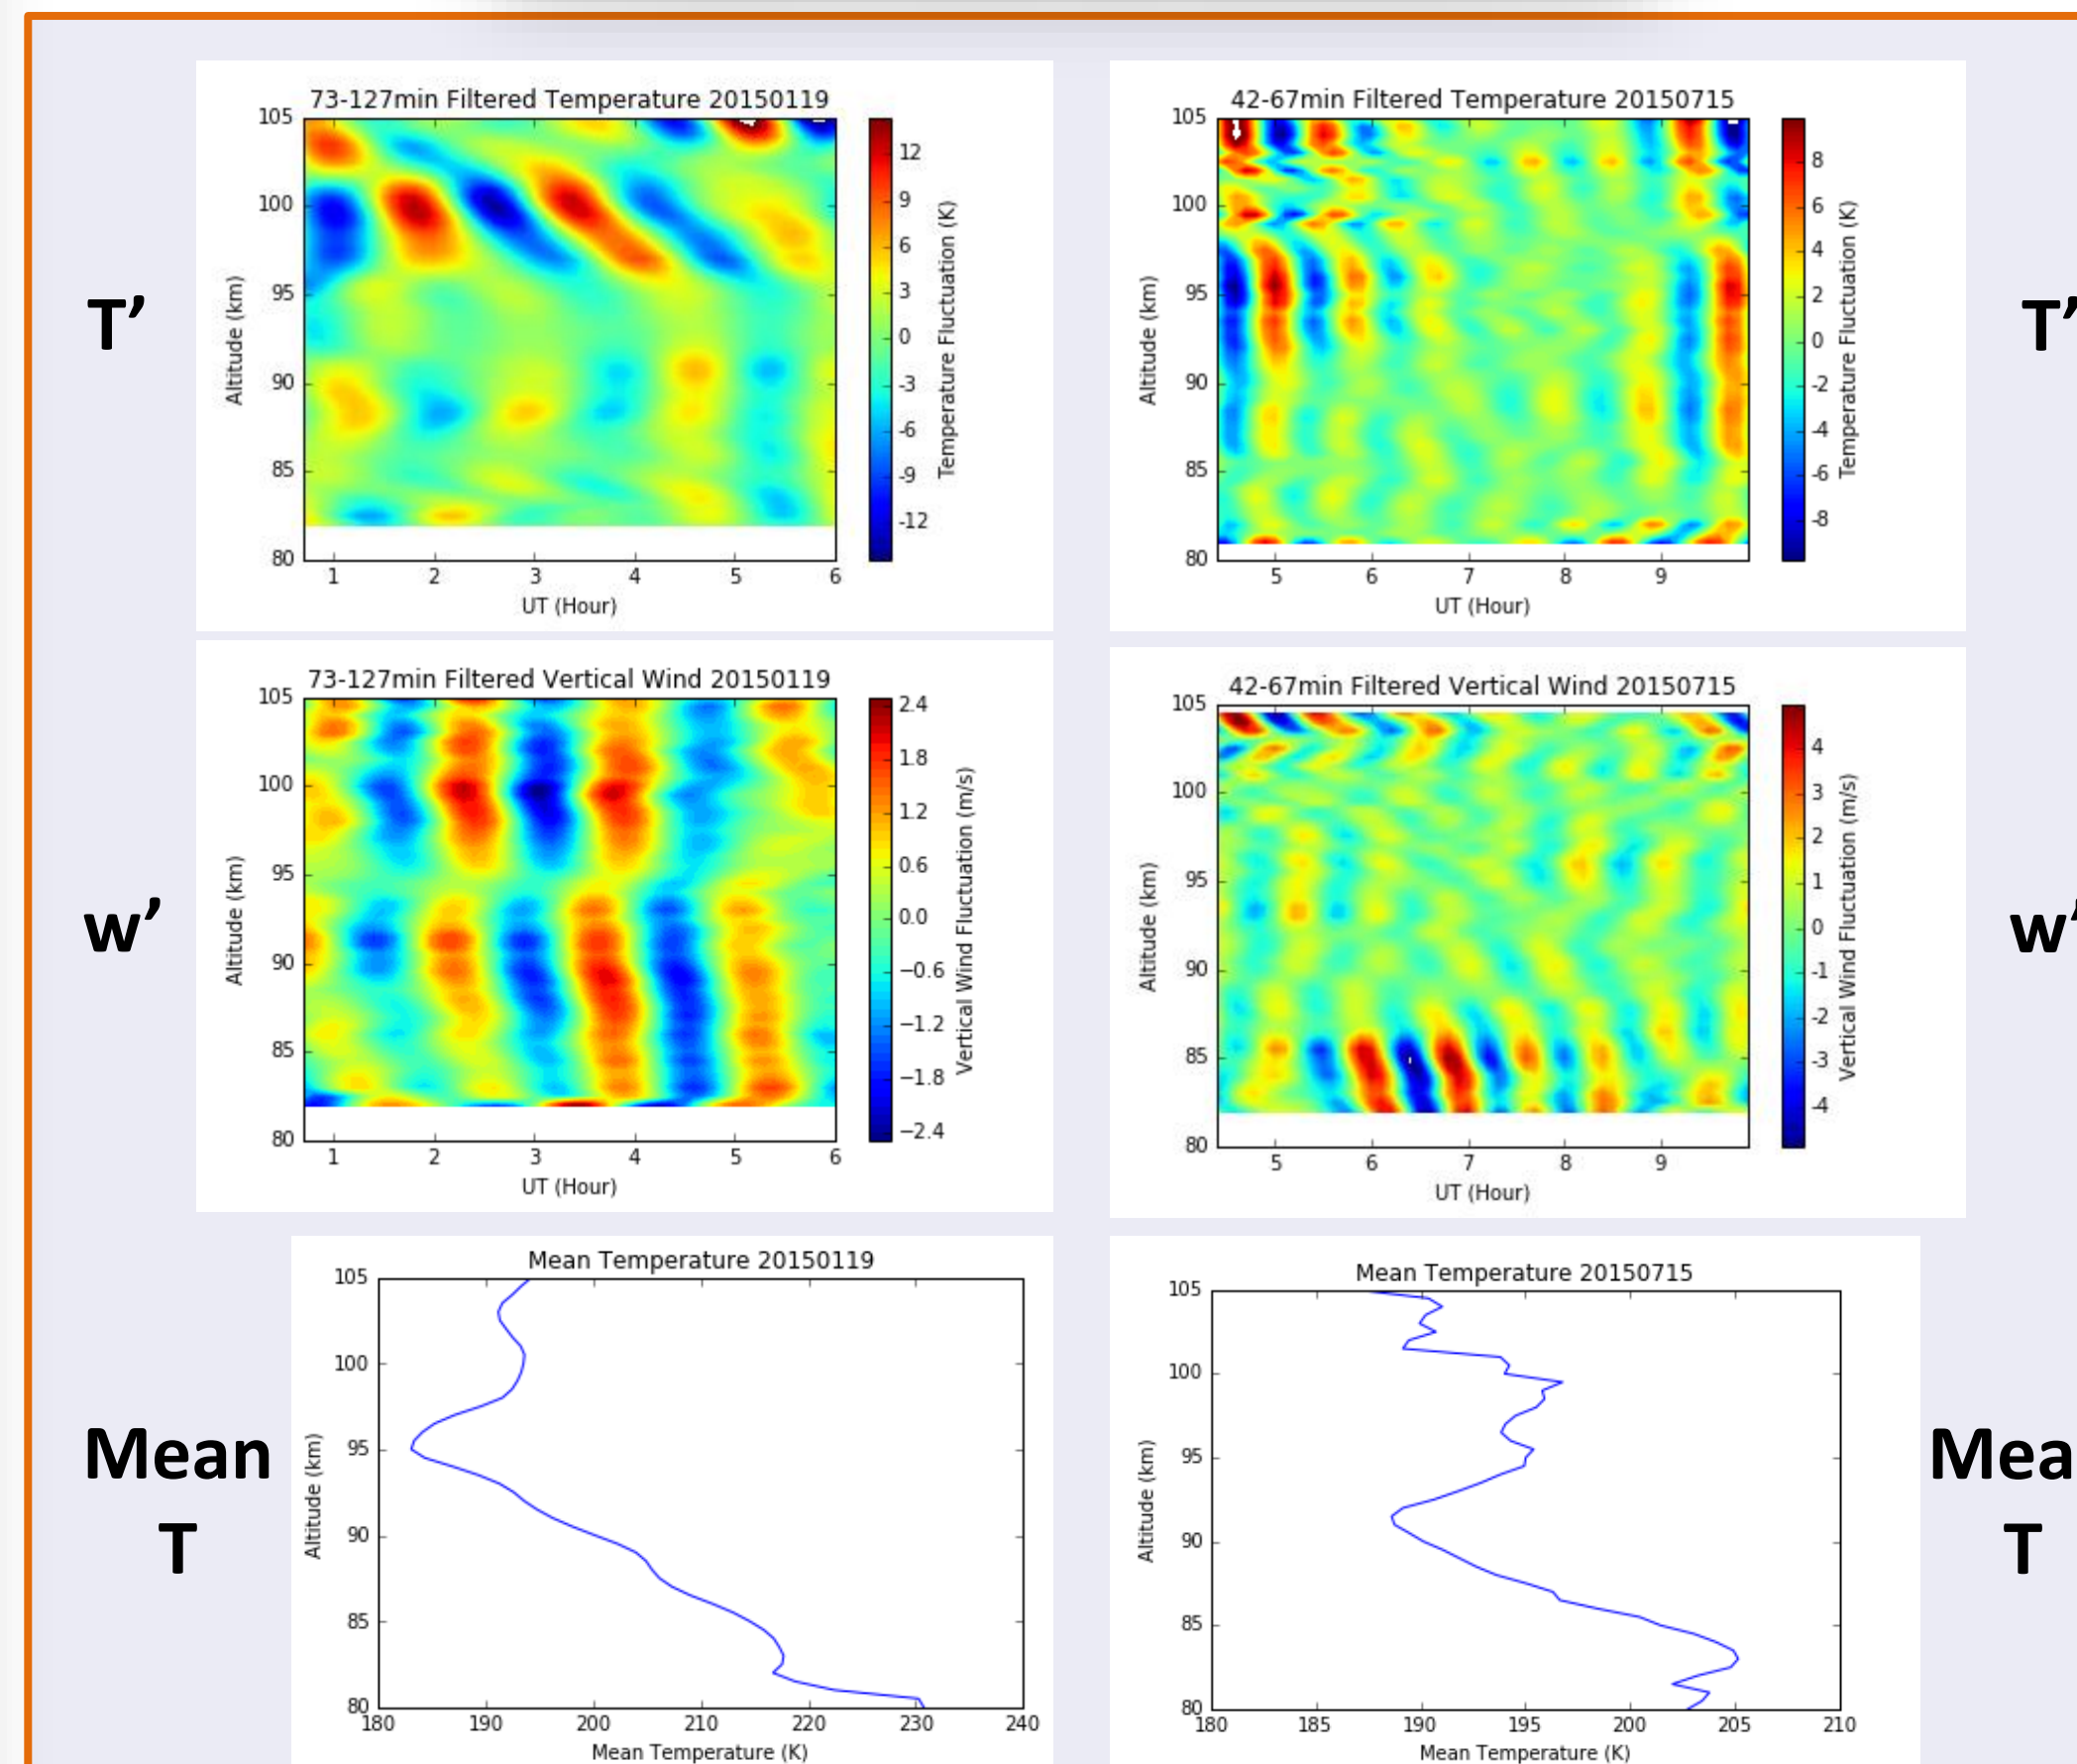 73-127min Filtered Temperature 20150119
105
100
95
90
85
80
Altitude (km)
1 2 3 4 5 6
UT (Hour)
12
9
6
3
0
-3
-6
-9
-12
Temperature Fluctuation (K)
T’
42-67min Filtered Temperature 20150715
105
100
95
90
85
80
Altitude (km)
5 6 7 8 9
UT (Hour)
8
6
4
2
0
-2
-4
-6
-8
Temperature Fluctuation (K)
T’
73-127min Filtered Vertical Wind 20150119
105
100
95
90
85
80
Altitude (km)
1 2 3 4 5 6
UT (Hour)
2.4
1.8
1.2
0.6
0.0
−0.6
−1.2
−1.8
−2.4
Vertical Wind Fluctuation (m/s)
w’
42-67min Filtered Vertical Wind 20150715
105
100
95
90
85
80
Altitude (km)
5 6 7 8 9
UT (Hour)
4
3
2
1
0
-1
-2
-3
-4
Vertical Wind Fluctuation (m/s)
w’
Mean Temperature 20150119
105
100
95
90
85
80
Altitude (km)
180 190 200 210 220 230 240
Mean Temperature (K)
Mean
T
Mean Temperature 20150715
105
100
95
90
85
80
Altitude (km)
180 185 190 195 200 205 210
Mean Temperature (K)
Mea
T